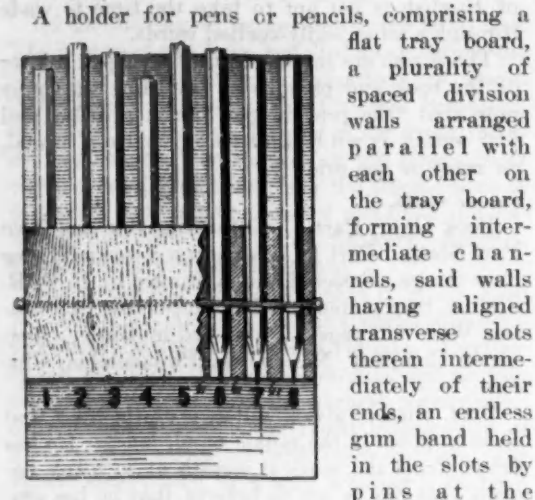 A holder for pens or pencils, comprising a
flat tray board,
a plurality of
spaced division
walls arranged
parallel with
each other on
the tray board,
forming inter-
mediate chan-
nels, said walls
having aligned
transverse slots
therein interme-
diately of their
ends, an endless
gum band held
in the slots by
pins at the
1 2 3 4 5 6 7 8